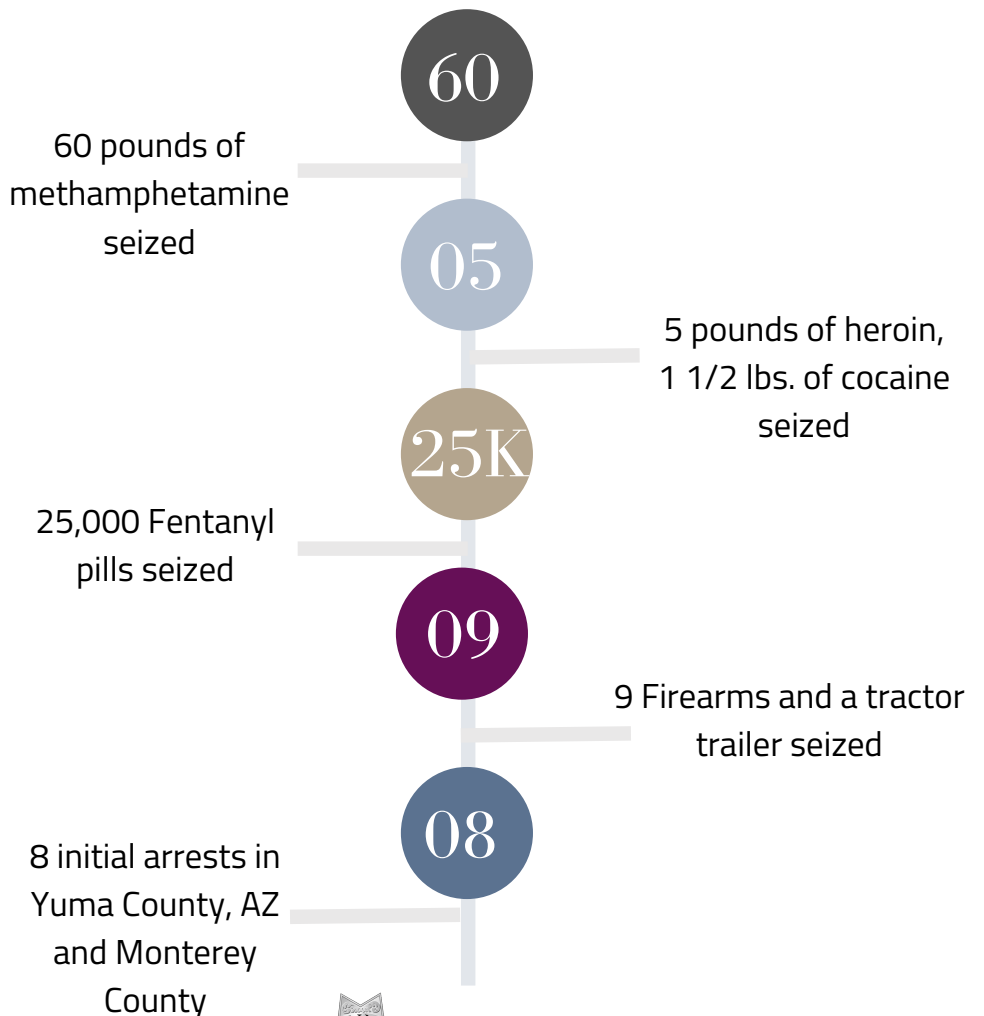 60
60 pounds of
methamphetamine
seized
05
5 pounds of heroin,
1 1/2 lbs. of cocaine
seized
25K
25,000 Fentanyl
pills seized
09
9 Firearms and a tractor
trailer seized
08
8 initial arrests in
Yuma County, AZ
and Monterey
County